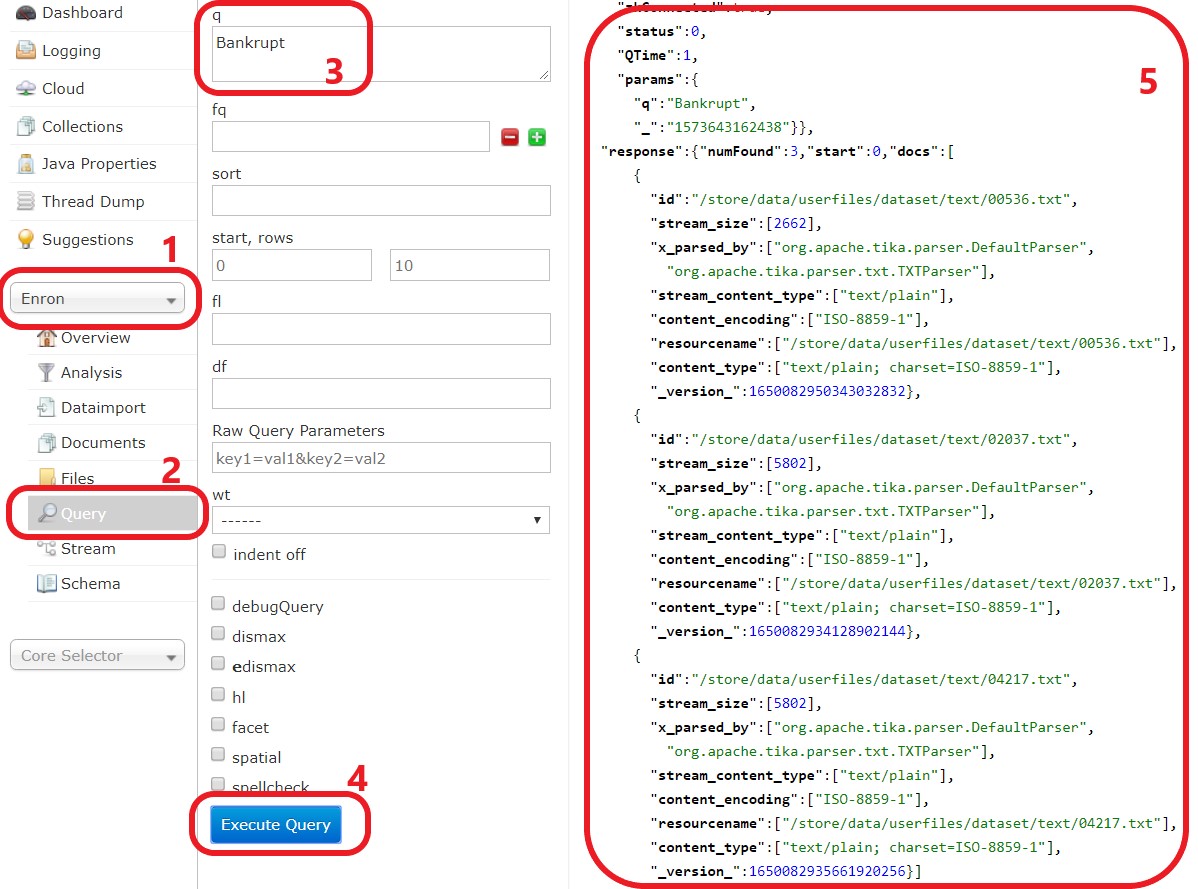 Dashboard
Logging
Cloud
Collections
Java Properties
Thread Dump
Suggestions
1
Enron
Overview
Analysis
Dataimport
Documents
Files
2
Query
Stream
Schema
Core Selector
q
Bankrupt
3
fq
sort
start, rows
0 10
fl
df
Raw Query Parameters
key1=val1&key2=val2
wt
------
indent off
debugQuery
dismax
edismax
hl
facet
spatial
spellcheck
4
Execute Query
5
"zkConnected":true,
"status":0,
"QTime":1,
"params":{
"q":"Bankrupt",
"_":"1573643162438"}},
"response":{"numFound":3,"start":0,"docs":[
{
"id":"/store/data/userfiles/dataset/text/00536.txt",
"stream_size":[2662],
"x_parsed_by":["org.apache.tika.parser.DefaultParser",
"org.apache.tika.parser.txt.TXTParser"],
"stream_content_type":["text/plain"],
"content_encoding":["ISO-8859-1"],
"resourcename":["/store/data/userfiles/dataset/text/00536.txt"],
"content_type":["text/plain; charset=ISO-8859-1"],
"_version_":1650082950343032832},
{
"id":"/store/data/userfiles/dataset/text/02037.txt",
"stream_size":[5802],
"x_parsed_by":["org.apache.tika.parser.DefaultParser",
"org.apache.tika.parser.txt.TXTParser"],
"stream_content_type":["text/plain"],
"content_encoding":["ISO-8859-1"],
"resourcename":["/store/data/userfiles/dataset/text/02037.txt"],
"content_type":["text/plain; charset=ISO-8859-1"],
"_version_":1650082934128902144},
{
"id":"/store/data/userfiles/dataset/text/04217.txt",
"stream_size":[5802],
"x_parsed_by":["org.apache.tika.parser.DefaultParser",
"org.apache.tika.parser.txt.TXTParser"],
"stream_content_type":["text/plain"],
"content_encoding":["ISO-8859-1"],
"resourcename":["/store/data/userfiles/dataset/text/04217.txt"],
"content_type":["text/plain; charset=ISO-8859-1"],
"_version_":1650082935661920256}]